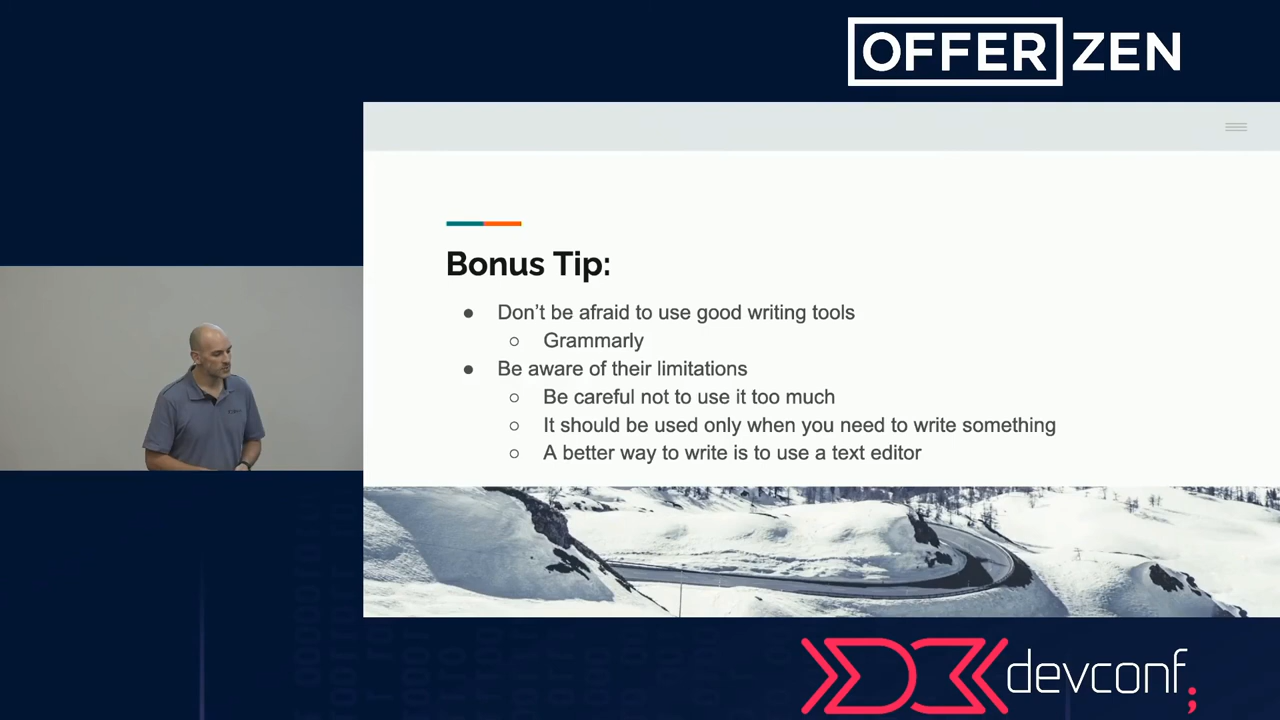 OFFERZEN
Bonus Tip:
Don't be afraid to use good writing tools
Grammarly
Be aware of their limitations
Be careful not to use it too much
It should be used only when you need to write something
A better way to write is to use a text editor
devconf;